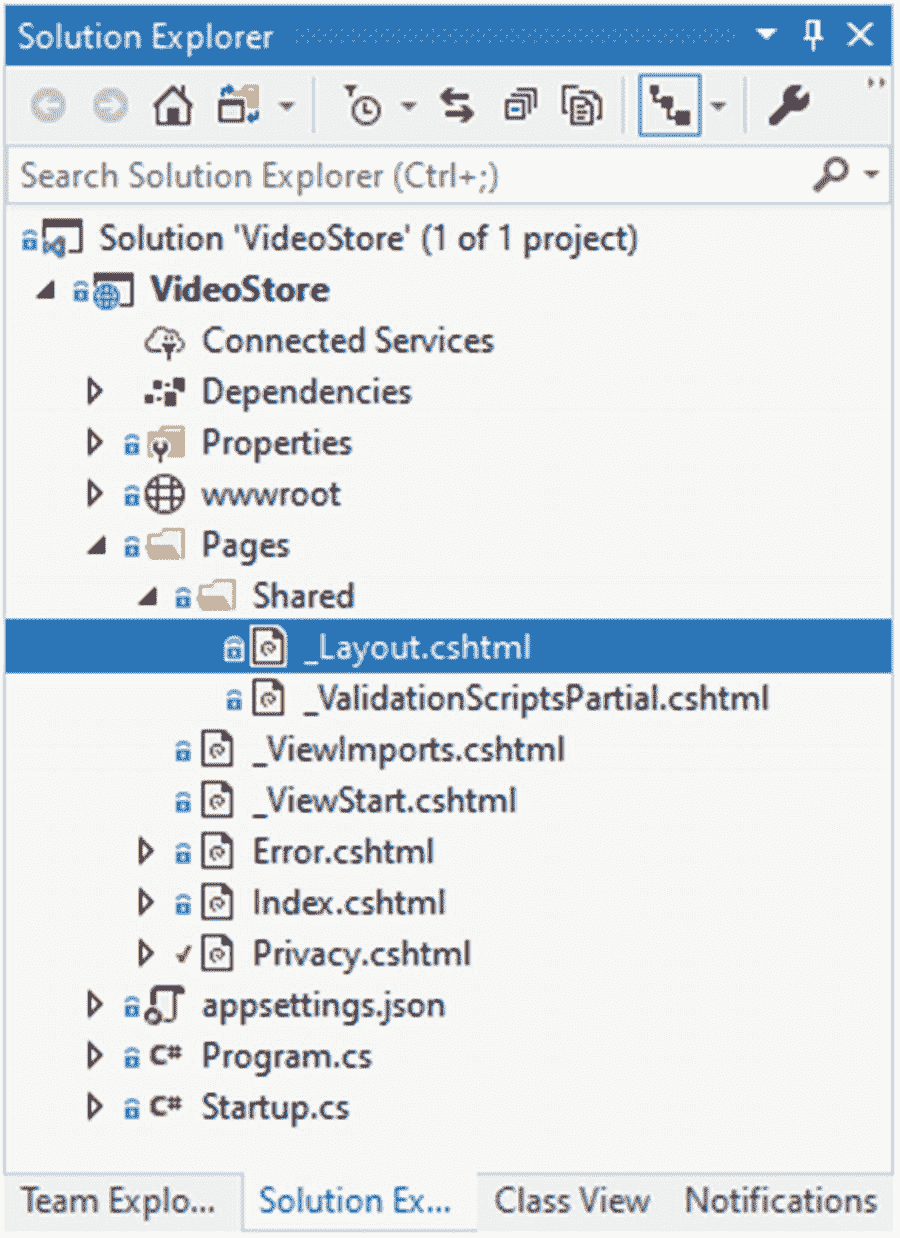 Solution Explorer
Search Solution Explorer (Ctrl+;)
Solution 'VideoStore' (1 of 1 project)
VideoStore
Connected Services
Dependencies
Properties
wwwroot
Pages
Shared
_Layout.cshtml
_ValidationScriptsPartial.cshtml
_ViewImports.cshtml
_ViewStart.cshtml
Error.cshtml
Index.cshtml
Privacy.cshtml
appsettings.json
C# Program.cs
C# Startup.cs
Team Explo... Solution Ex... Class View Notifications